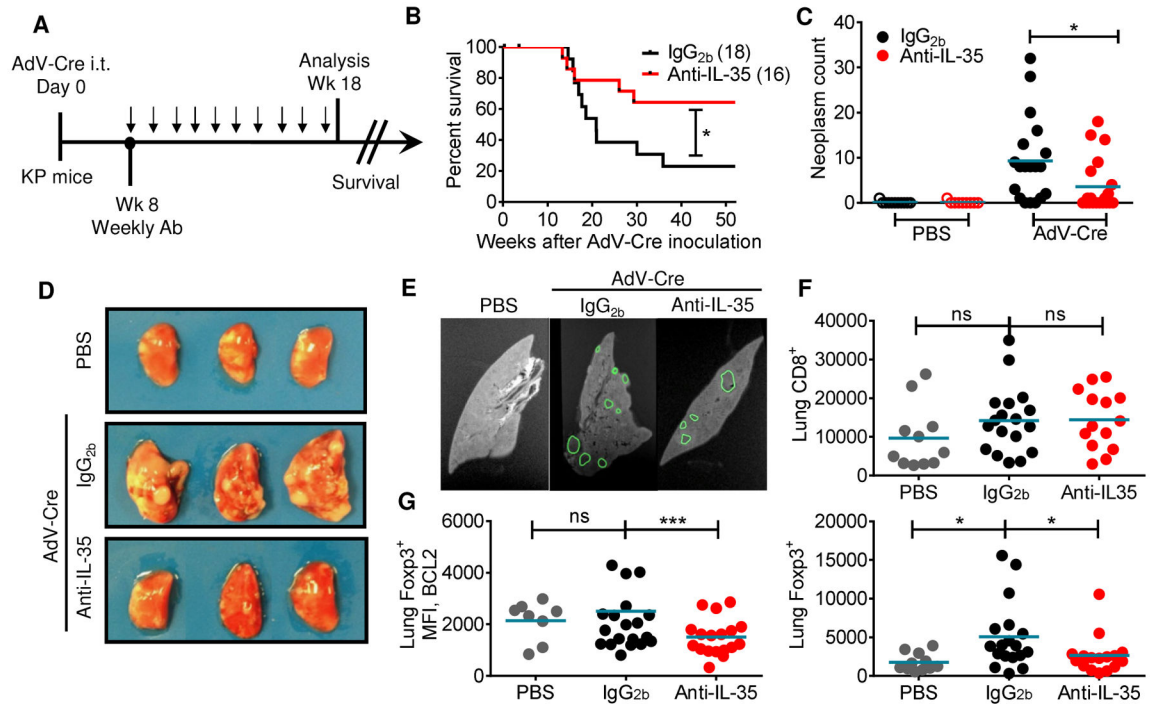 A
AdV-Cre i.t.
Day 0
Analysis
Wk 18
KP mice
Wk 8
Weekly Ab
Survival
B
Percent survival
100
80
60
40
20
0
IgG2b (18)
Anti-IL-35 (16)
*
0 10 20 30 40 50
Weeks after AdV-Cre inoculation
C
Neoplasm count
40
30
20
10
0
IgG2b
Anti-IL-35
*
PBS AdV-Cre
D
PBS
AdV-Cre
IgG2b
Anti-IL-35
E
AdV-Cre
PBS IgG2b Anti-IL-35
F
Lung CD8+
40000
30000
20000
10000
0
ns ns
PBS IgG2b Anti-IL35
G
Lung Foxp3+
MFI, BCL2
6000
4000
2000
0
ns ***
PBS IgG2b Anti-IL-35
Lung Foxp3+
20000
15000
10000
5000
0
* *
PBS IgG2b Anti-IL-35